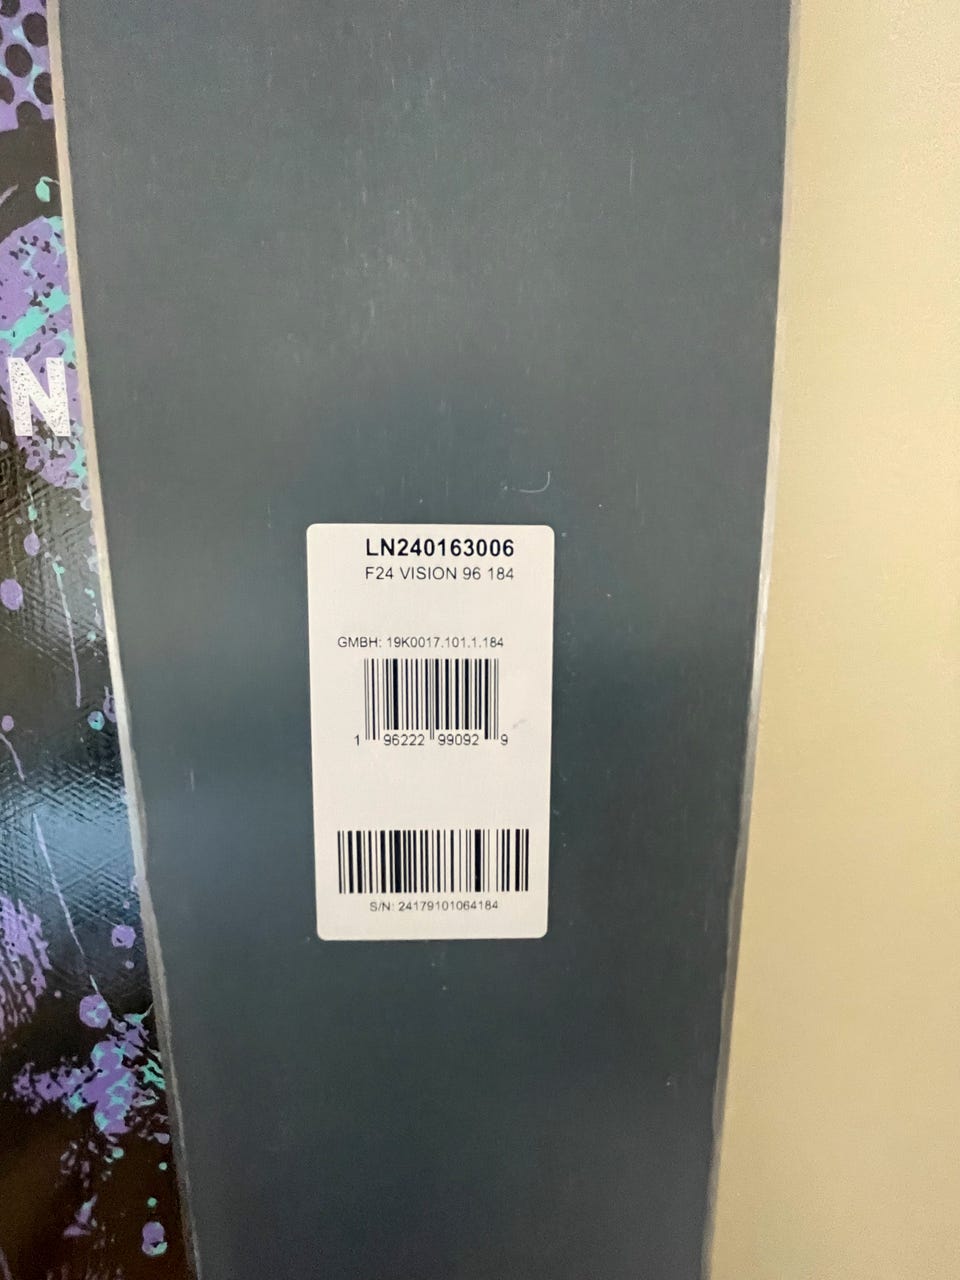 N
LN240163006
F24 VISION 96 184
GMBH: 19K0017.101.1.184
1 96222 99092 9
S/N: 24179101064184